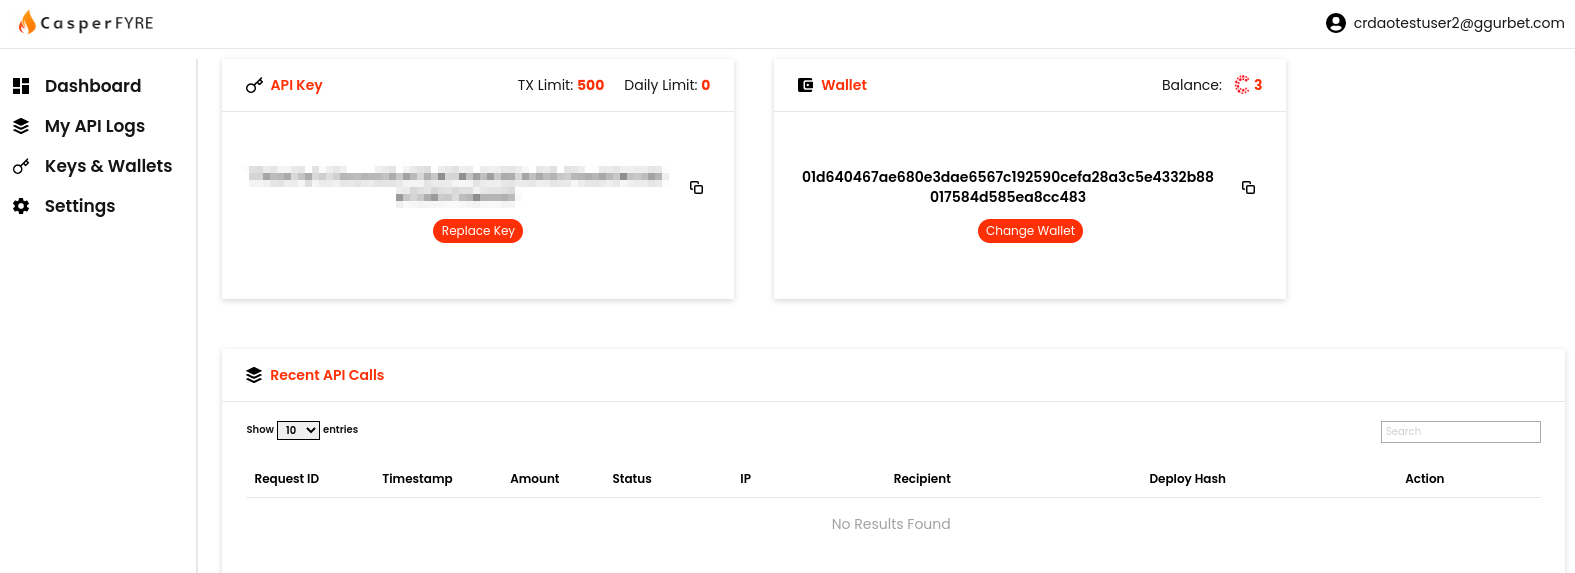 CasperFYRE
crdaotestuser2@ggurbet.com
Dashboard
My API Logs
Keys & Wallets
Settings
API Key
TX Limit: 500
Daily Limit: 0
Replace Key
Wallet
Balance: 3
01d640467ae680e3dae6567c192590cefa28a3c5e4332b88
017584d585ea8cc483
Change Wallet
Recent API Calls
Show 10 entries
Search
Request ID Timestamp Amount Status IP Recipient Deploy Hash Action
No Results Found